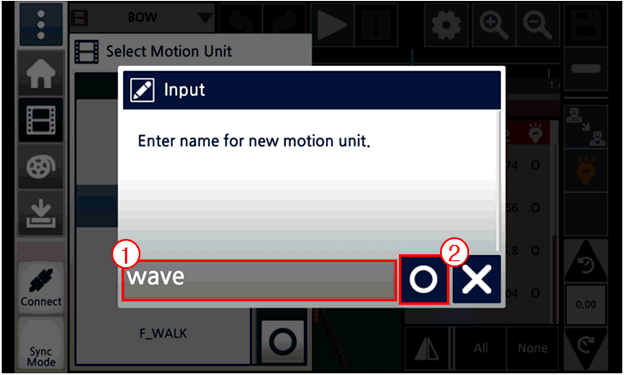 BOW
Select Motion Unit
Input
Enter name for new motion unit.
1
2
wave
Connect
Sync
Mode
F_WALK
74 O
56 O
.8 O
04 O
0,00
All
None